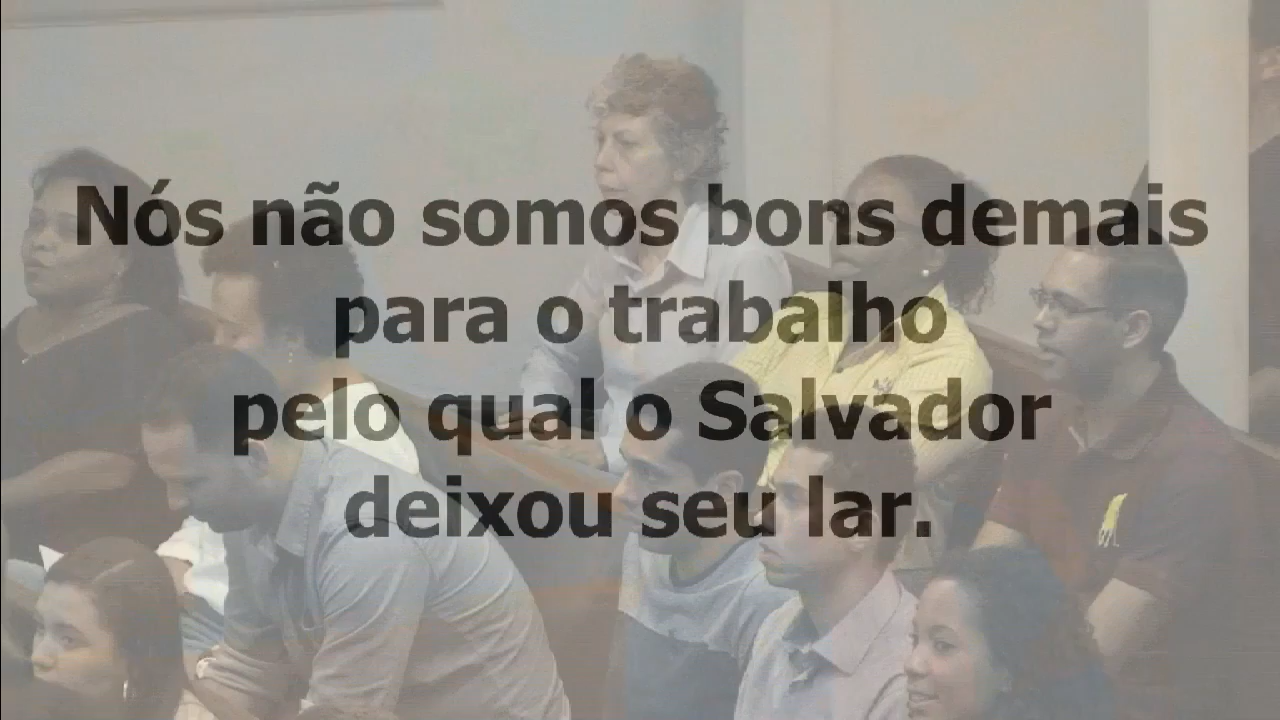 Nós não somos bons demais
para o trabalho
pelo qual o Salvador
deixou seu lar.